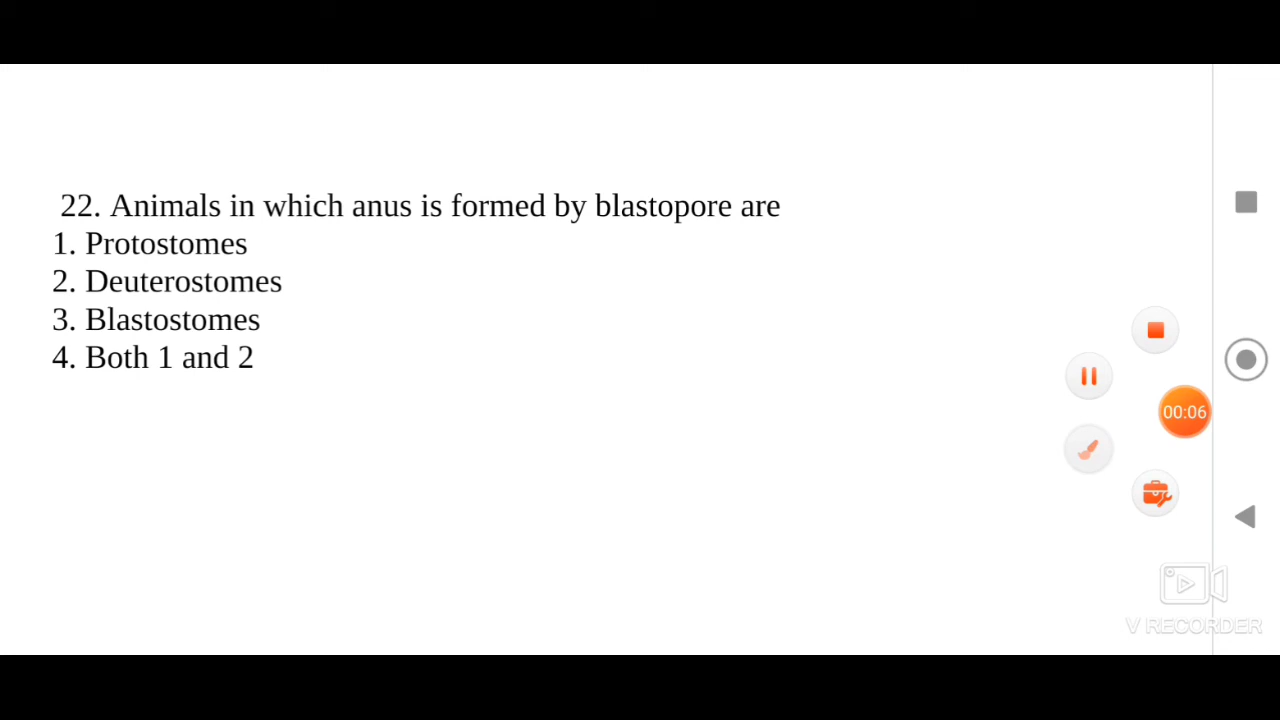 22. Animals in which anus is formed by blastopore are
1. Protostomes
2. Deuterostomes
3. Blastostomes
4. Both 1 and 2
00:06
V RECORDER